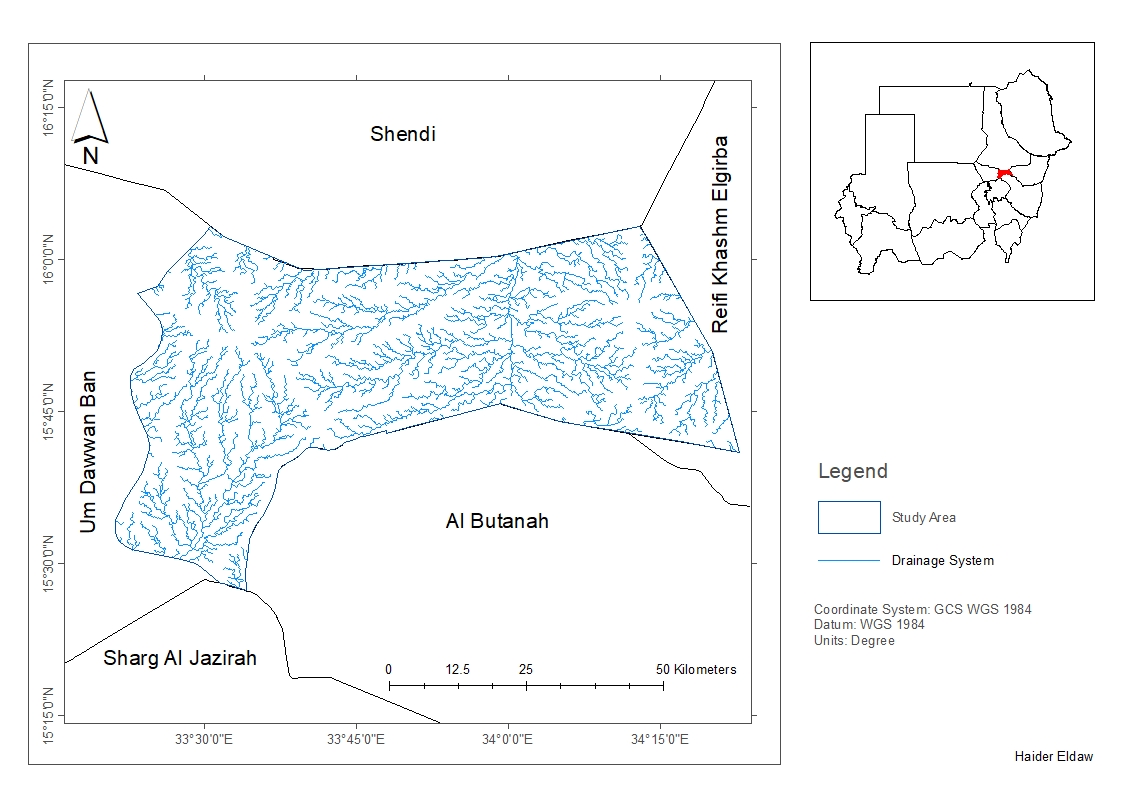 Shendi
N
Reifi Khashm Elgirba
Um Dawwan Ban
Al Butanah
Sharg Al Jazirah
0 12.5 25 50 Kilometers
16°15'0"N
16°0'0"N
15°45'0"N
15°30'0"N
15°15'0"N
33°30'0"E 33°45'0"E 34°0'0"E 34°15'0"E
Legend
Study Area
Drainage System
Coordinate System: GCS WGS 1984
Datum: WGS 1984
Units: Degree
Haider Eldaw